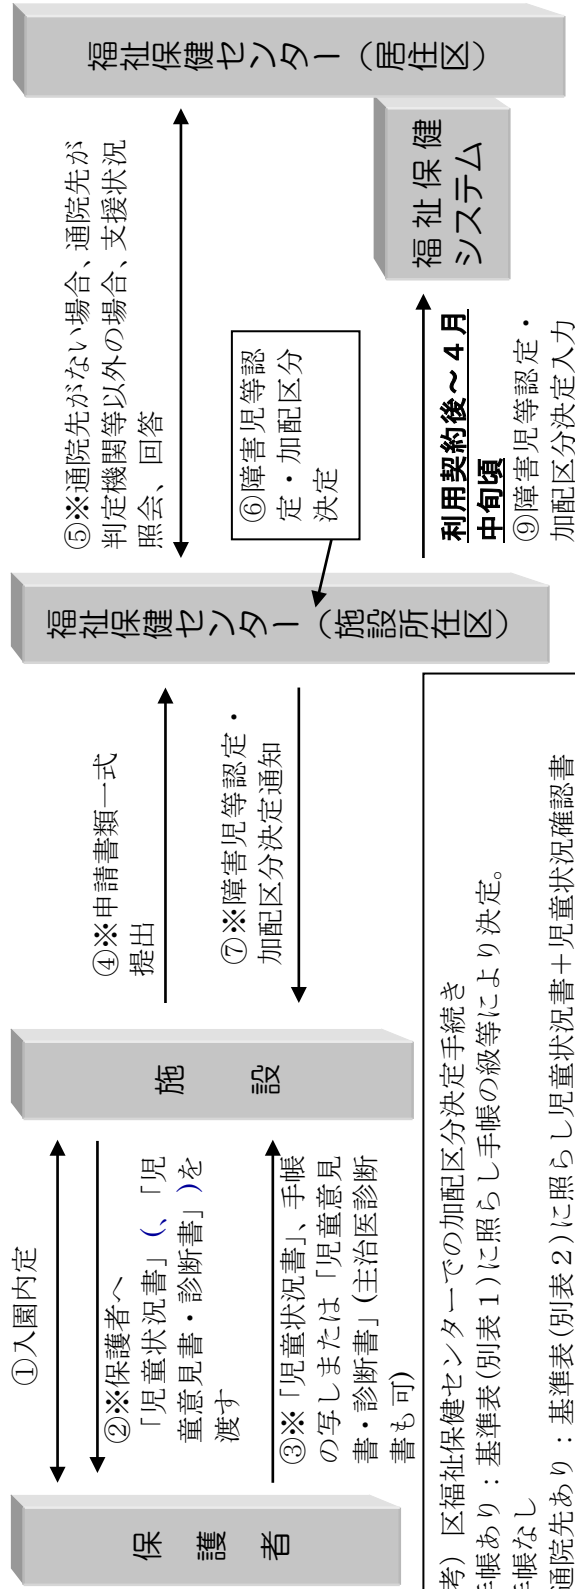 保護者
①入園内定
②※保護者へ
「児童状況書」(、「児
童意見書・診断書」)を
渡す
③※「児童状況書」、手帳
の写しまたは「児童意見
書・診断書」(主治医診断
書も可)
施設
④※申請書類一式
提出
⑦※障害児等認定・
加配区分決定通知
福祉保健センター（施設所在区）
⑤※通院先がない場合、通院先が
判定機関等以外の場合、支援状況
照会、回答
⑥障害児等認
定・加配区分
決定
利用契約後～４月
中旬頃
⑨障害児等認定・
加配区分決定入力
福祉保健センター（居住区）
福祉保健
システム
考）区福祉保健センターでの加配区分決定手続き
帳あり：基準表(別表１)に照らし手帳の級等により決定。
帳なし
通院先あり：基準表(別表２)に照らし児童状況書＋児童状況確認書